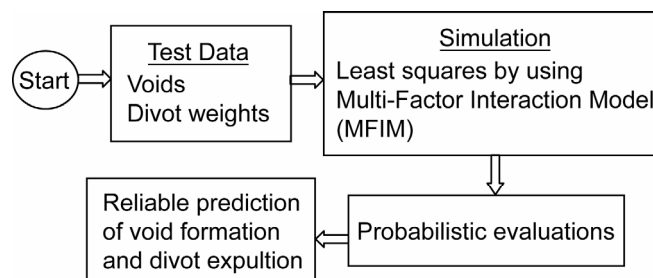 Start
Test Data
Voids
Divot weights
Simulation
Least squares by using
Multi-Factor Interaction Model
(MFIM)
Probabilistic evaluations
Reliable prediction
of void formation
and divot expultion